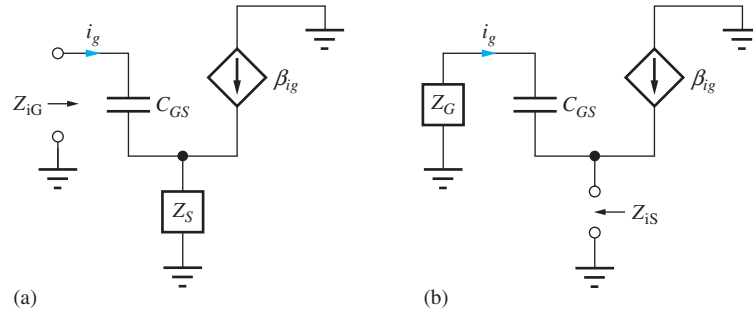 i_g
β_ig
Z_iG
C_GS
Z_S
(a)
i_g
β_ig
Z_G
C_GS
Z_iS
(b)